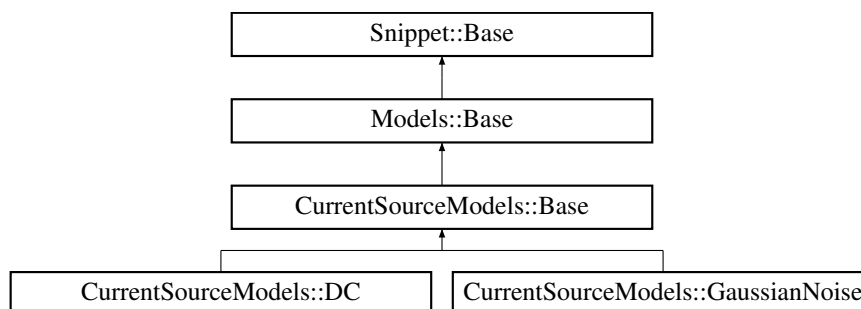 Snippet::Base
Models::Base
CurrentSourceModels::Base
CurrentSourceModels::DC
CurrentSourceModels::GaussianNoise